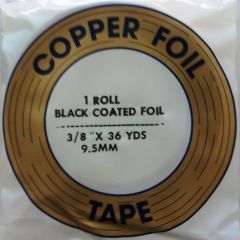 COPPER FOIL
1 ROLL
BLACK COATED FOIL
3/8" X 36 YDS
9.5MM
TAPE